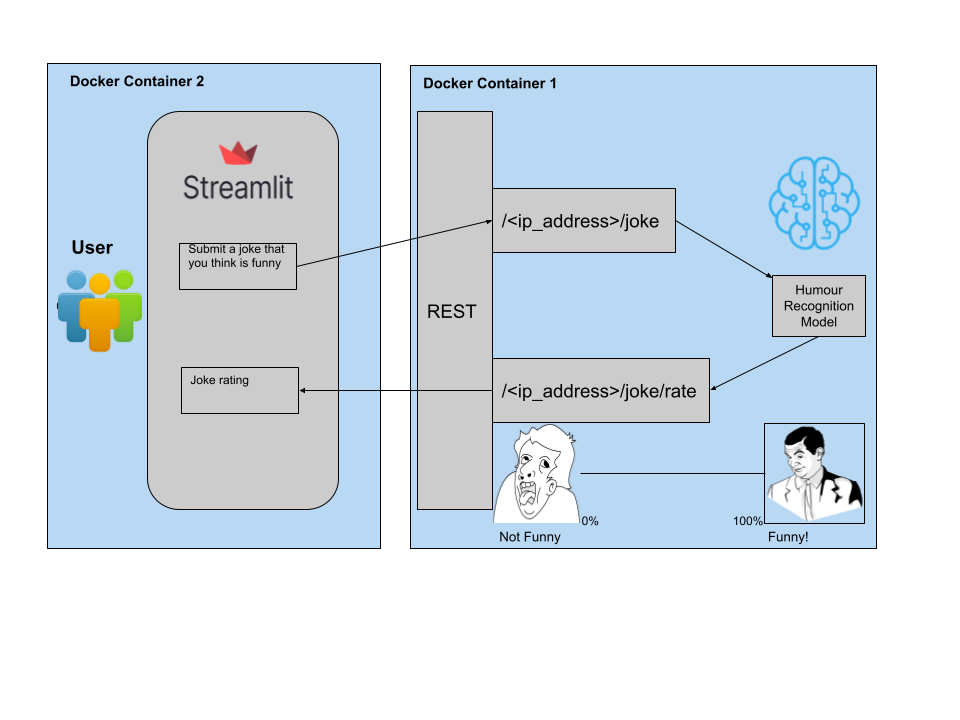 Docker Container 2
Streamlit
User
Submit a joke that
you think is funny
Joke rating
Docker Container 1
REST
/<ip_address>/joke
Humour
Recognition
Model
/<ip_address>/joke/rate
0%
100%
Not Funny
Funny!